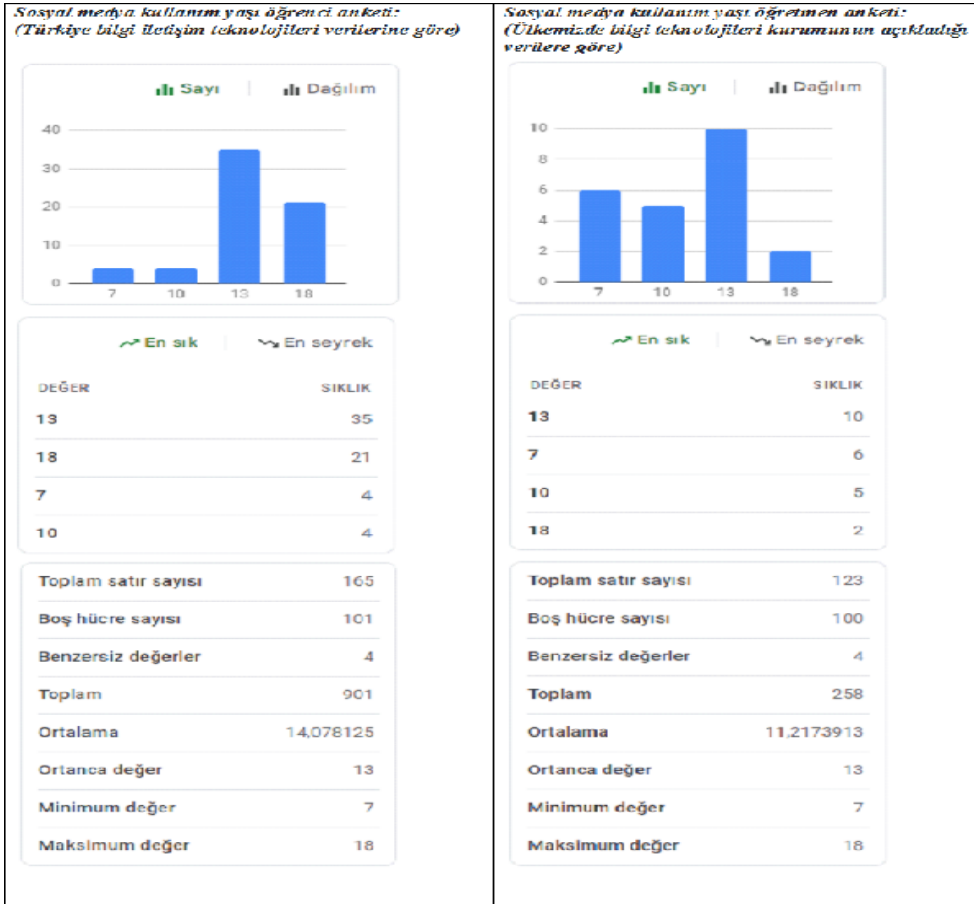 Sosyal medya kullanım yaşı öğrenci anketi:
(Türkiye bilgi iletişim teknolojileri verilerine göre)
Sayı
Dağılım
40
30
20
10
0
7 10 13 18
En sık
En seyrek
DEĞER SIKLIK
13 35
18 21
7 4
10 4
Toplam satır sayısı 165
Boş hücre sayısı 101
Benzersiz değerler 4
Toplam 901
Ortalama 14,078125
Ortanca değer 13
Minimum değer 7
Maksimum değer 18
Sosyal medya kullanım yaşı öğretmen anketi:
(Ülkemizde bilgi teknolojileri kurumunun açıkladığı
verilere göre)
Sayı
Dağılım
10
8
6
4
2
0
7 10 13 18
En sık
En seyrek
DEĞER SIKLIK
13 10
7 6
10 5
18 2
Toplam satır sayısı 123
Boş hücre sayısı 100
Benzersiz değerler 4
Toplam 258
Ortalama 11,2173913
Ortanca değer 13
Minimum değer 7
Maksimum değer 18